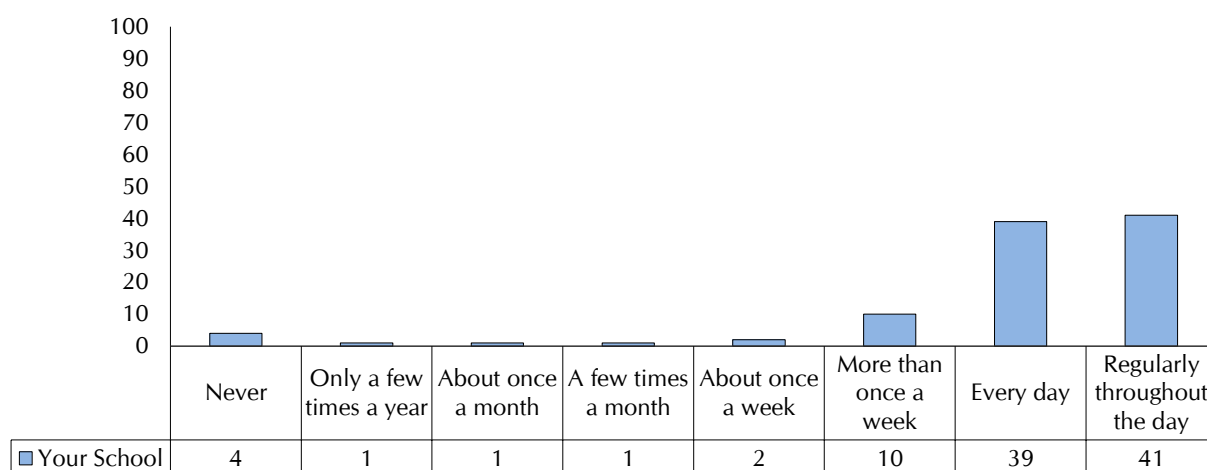 100
90
80
70
60
50
40
30
20
10
0
Never
Only a few
times a year
About once
a month
A few times
a month
About once
a week
More than
once a
week
Every day
Regularly
throughout
the day
Your School 4 1 1 1 2 10 39 41